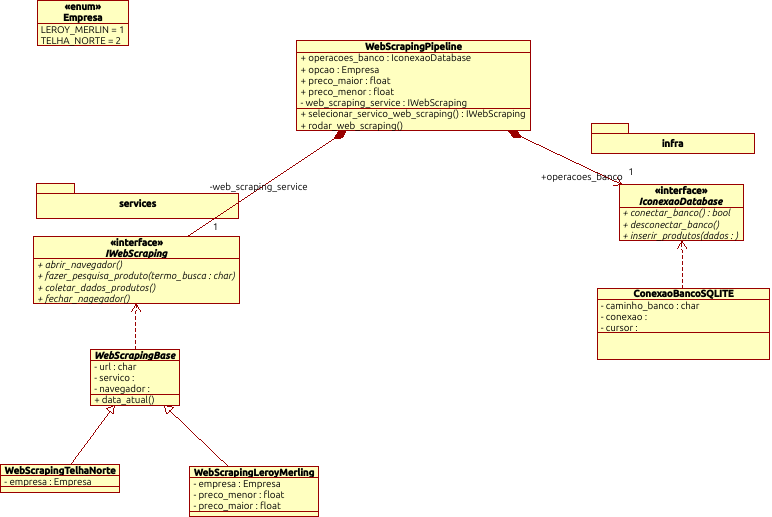 «enum»
Empresa
LEROY_MERLIN = 1
TELHA_NORTE = 2
WebScrapingPipeline
+ operacoes_banco : IconexaoDatabase
+ opcao : Empresa
+ preco_maior : float
+ preco_menor : float
- web_scraping_service : IWebScraping
+ selecionar_servico_web_scraping() : IWebScraping
+ rodar_web_scraping()
infra
-web_scraping_service
1
+operacoes_banco
1
services
«interface»
IconexaoDatabase
+ conectar_banco() : bool
+ desconectar_banco()
+ inserir_produtos(dados : )
«interface»
IWebScraping
+ abrir_navegador()
+ fazer_pesquisa_produto(termo_busca : char)
+ coletar_dados_produtos()
+ fechar_nagegador()
ConexaoBancoSQLITE
- caminho_banco : char
- conexao :
- cursor :
WebScrapingBase
- url : char
- servico :
- navegador :
+ data_atual()
WebScrapingTelhaNorte
- empresa : Empresa
WebScrapingLeroyMerling
- empresa : Empresa
- preco_menor : float
- preco_maior : float